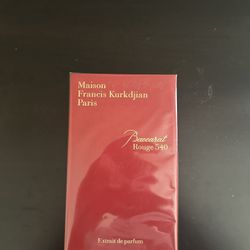 Maison
Francis Kurkdjian
Paris
Baccarat
Rouge 540
Extrait de parfum